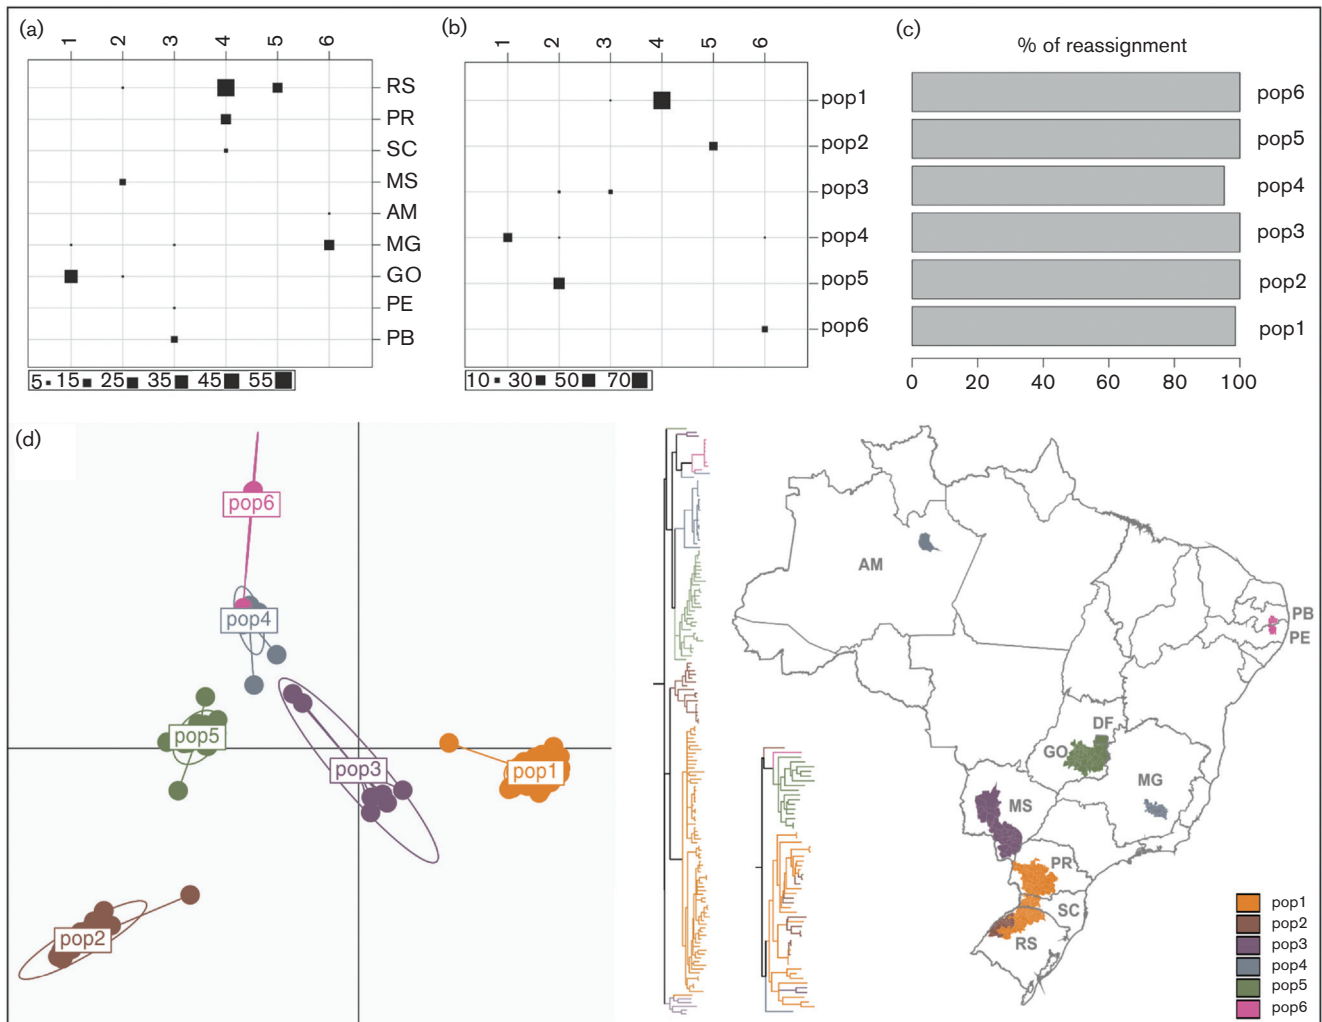 (a)
1 2 3 4 5 6
RS
PR
SC
MS
AM
MG
GO
PE
PB
5 15 25 35 45 55
(b)
1 2 3 4 5 6
pop1
pop2
pop3
pop4
pop5
pop6
10 30 50 70
(c)
% of reassignment
pop6
pop5
pop4
pop3
pop2
pop1
0 20 40 60 80 100
(d)
pop6
pop4
pop5
pop3
pop1
pop2
AM
PB
PE
DF
GO
MG
MS
PR
SC
RS
pop1
pop2
pop3
pop4
pop5
pop6